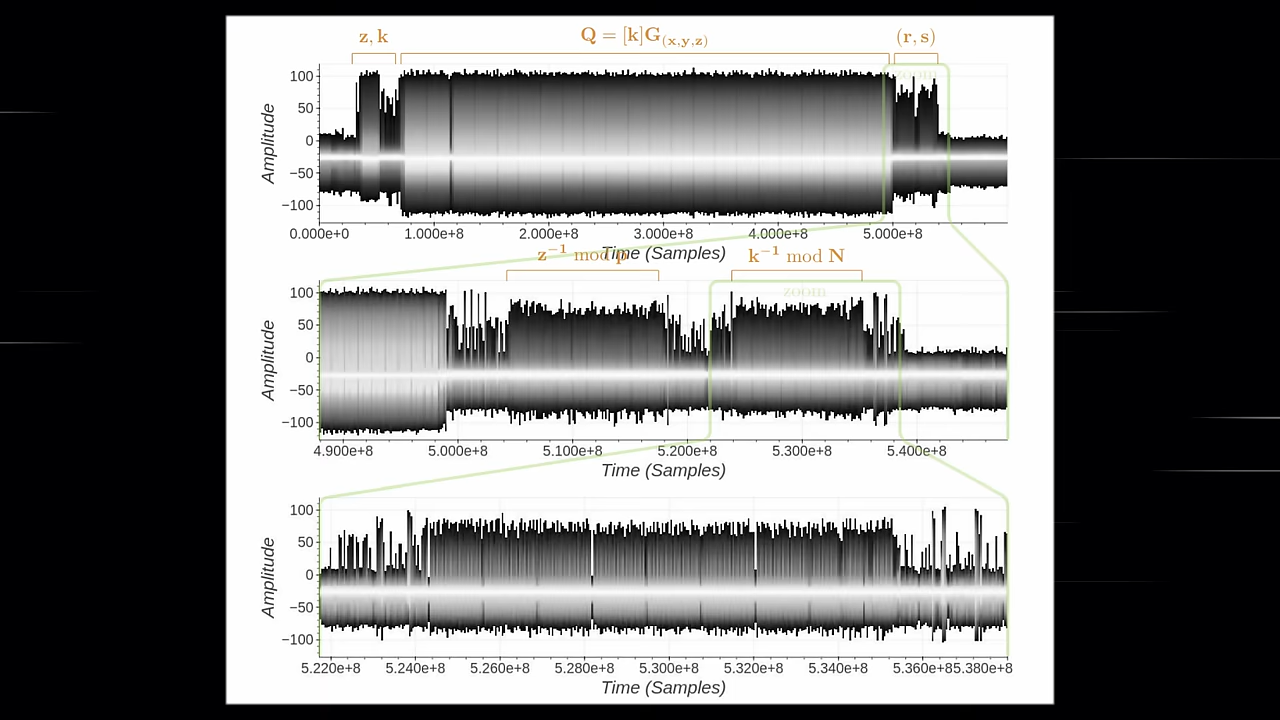 z, k
Q = [k]G(x,y,z)
(r, s)
zoom
100
50
0
−50
−100
Amplitude
0.000e+0 1.000e+8 2.000e+8 3.000e+8 4.000e+8 5.000e+8
Time (Samples)
z⁻¹ mod p
k⁻¹ mod N
zoom
100
50
0
−50
−100
Amplitude
4.900e+8 5.000e+8 5.100e+8 5.200e+8 5.300e+8 5.400e+8
Time (Samples)
100
50
0
−50
−100
Amplitude
5.220e+8 5.240e+8 5.260e+8 5.280e+8 5.300e+8 5.320e+8 5.340e+8 5.360e+8 5.380e+8
Time (Samples)